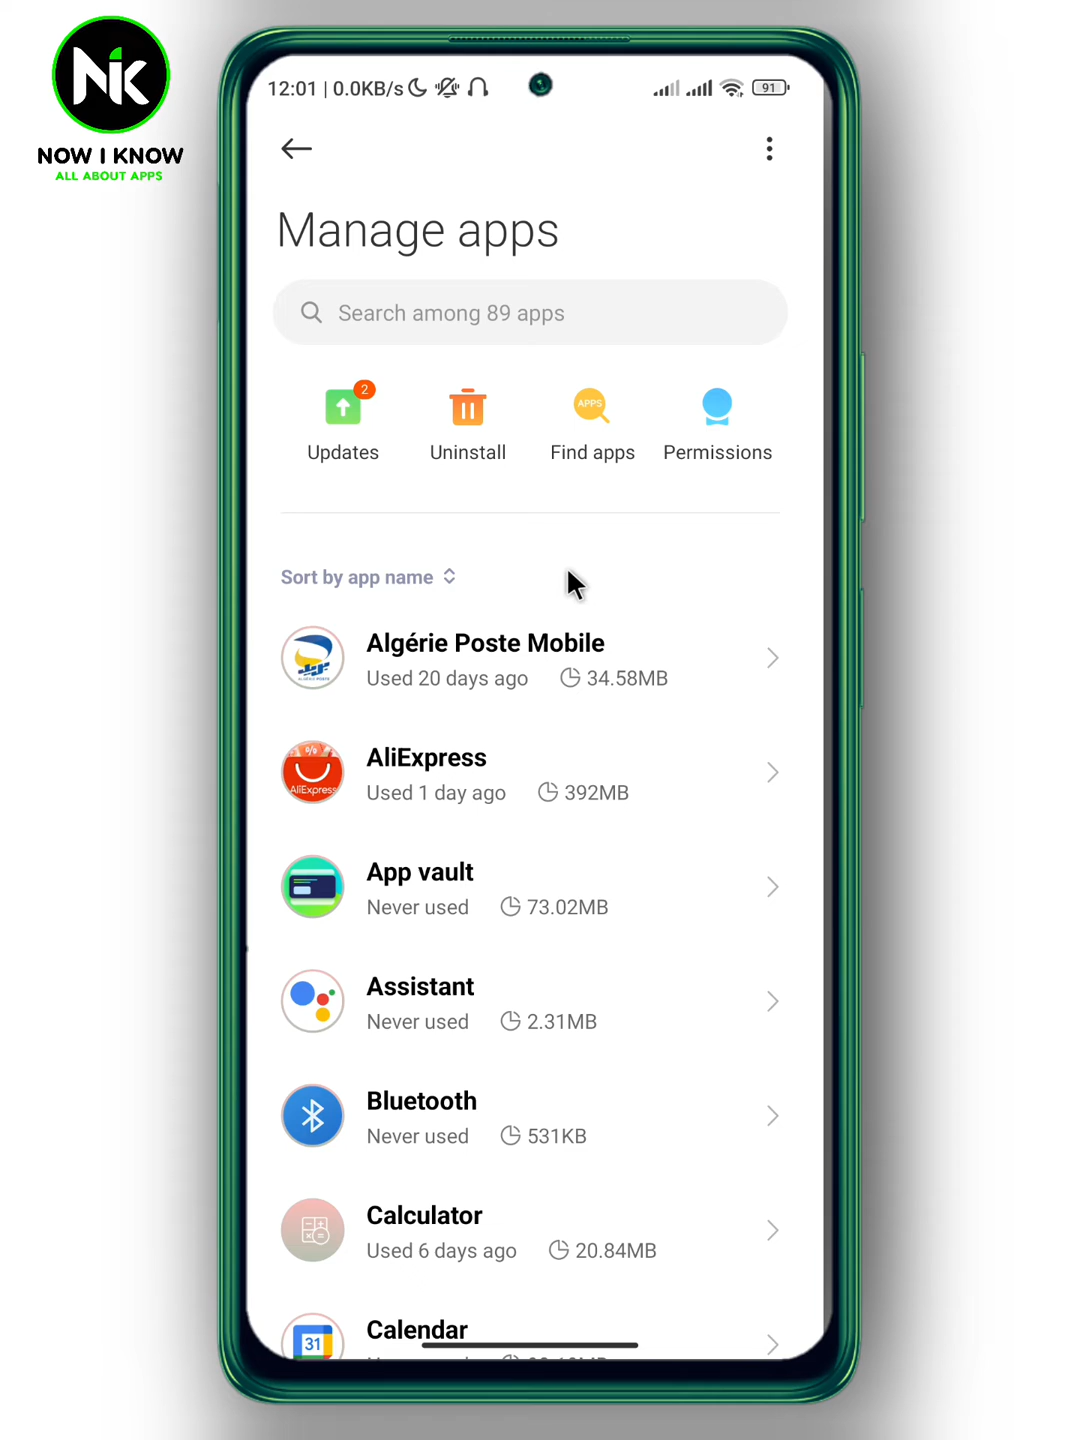 NOW I KNOW
ALL ABOUT APPS
12:01 | 0.0KB/s
91
Manage apps
Search among 89 apps
2
APPS
Updates
Uninstall
Find apps
Permissions
Sort by app name
Algérie Poste Mobile
Used 20 days ago 34.58MB
ALGÉRIE POSTE
AliExpress
%
AliExpress
Used 1 day ago 392MB
App vault
Never used 73.02MB
Assistant
Never used 2.31MB
Bluetooth
Never used 531KB
Calculator
Used 6 days ago 20.84MB
Calendar
31